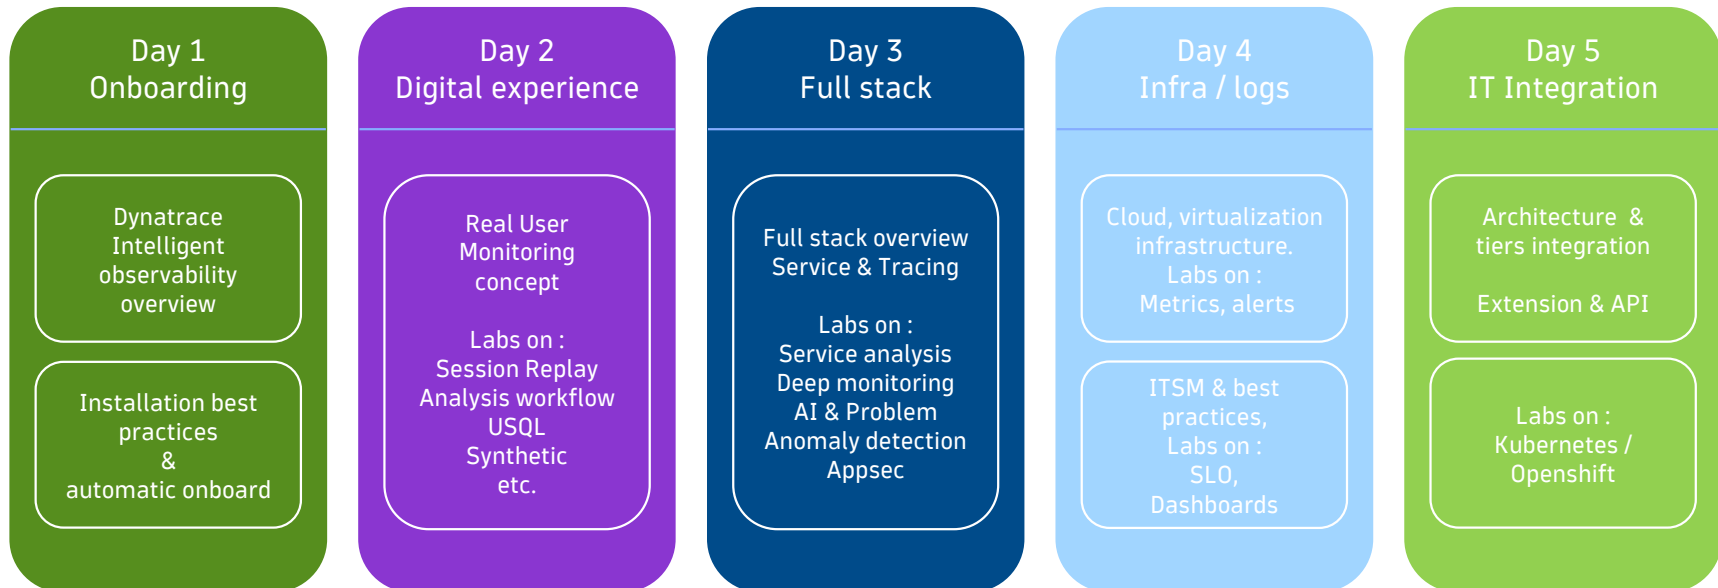 Day 1
Onboarding
Dynatrace
Intelligent
observability
overview
Installation best
practices
&
automatic onboard
Day 2
Digital experience
Real User
Monitoring
concept
Labs on :
Session Replay
Analysis workflow
USQL
Synthetic
etc.
Day 3
Full stack
Full stack overview
Service & Tracing
Labs on :
Service analysis
Deep monitoring
AI & Problem
Anomaly detection
Appsec
Day 4
Infra / logs
Cloud, virtualization
infrastructure.
Labs on :
Metrics, alerts
ITSM & best
practices,
Labs on :
SLO,
Dashboards
Day 5
IT Integration
Architecture &
tiers integration
Extension & API
Labs on :
Kubernetes /
Openshift